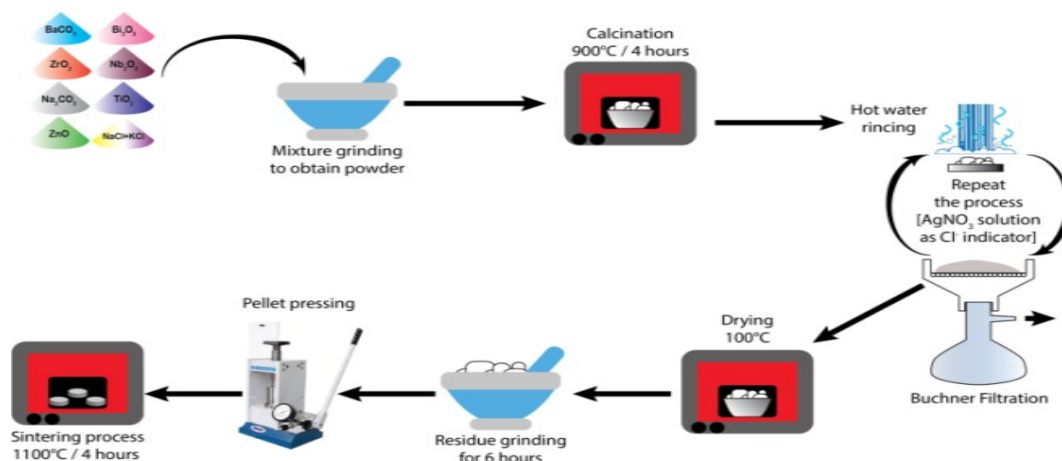 BaCO₃
Bi₂O₃
ZrO₂
Nb₂O₅
Na₂CO₃
TiO₂
ZnO
NaCl+KCl
Mixture grinding
to obtain powder
Calcination
900°C / 4 hours
Hot water
rincing
Repeat
the process
[AgNO₃ solution
as Cl⁻ indicator]
Buchner Filtration
Drying
100°C
Residue grinding
for 6 hours
Pellet pressing
Sintering process
1100°C / 4 hours